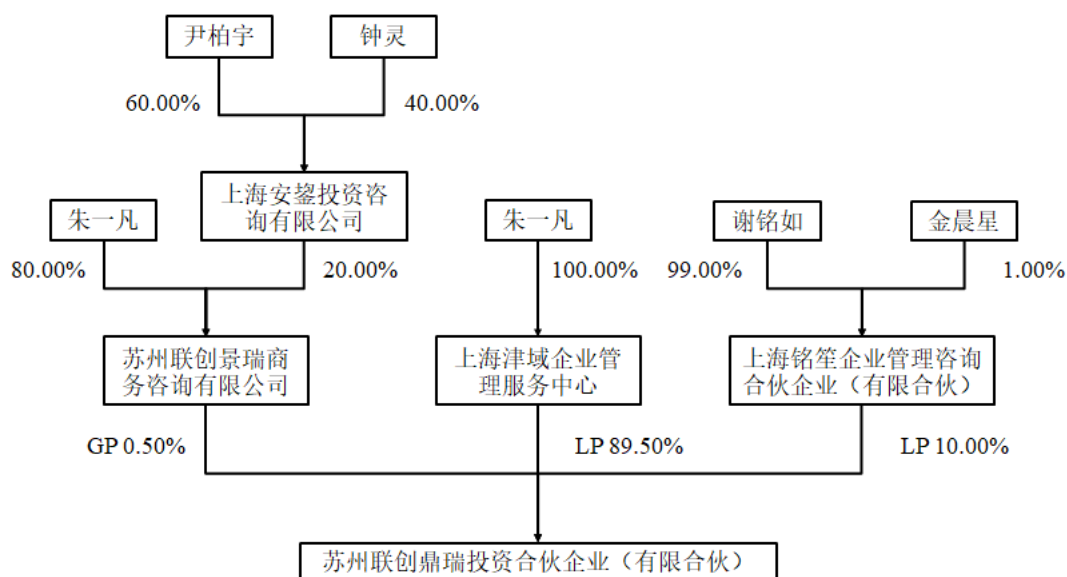 尹柏宇
钟灵
60.00%
40.00%
上海安鋆投资咨
询有限公司
朱一凡
朱一凡
谢铭如
金晨星
80.00%
20.00%
100.00%
99.00%
1.00%
苏州联创景瑞商
务咨询有限公司
上海津域企业管
理服务中心
上海铭笙企业管理咨询
合伙企业（有限合伙）
GP 0.50%
LP 89.50%
LP 10.00%
苏州联创鼎瑞投资合伙企业（有限合伙）